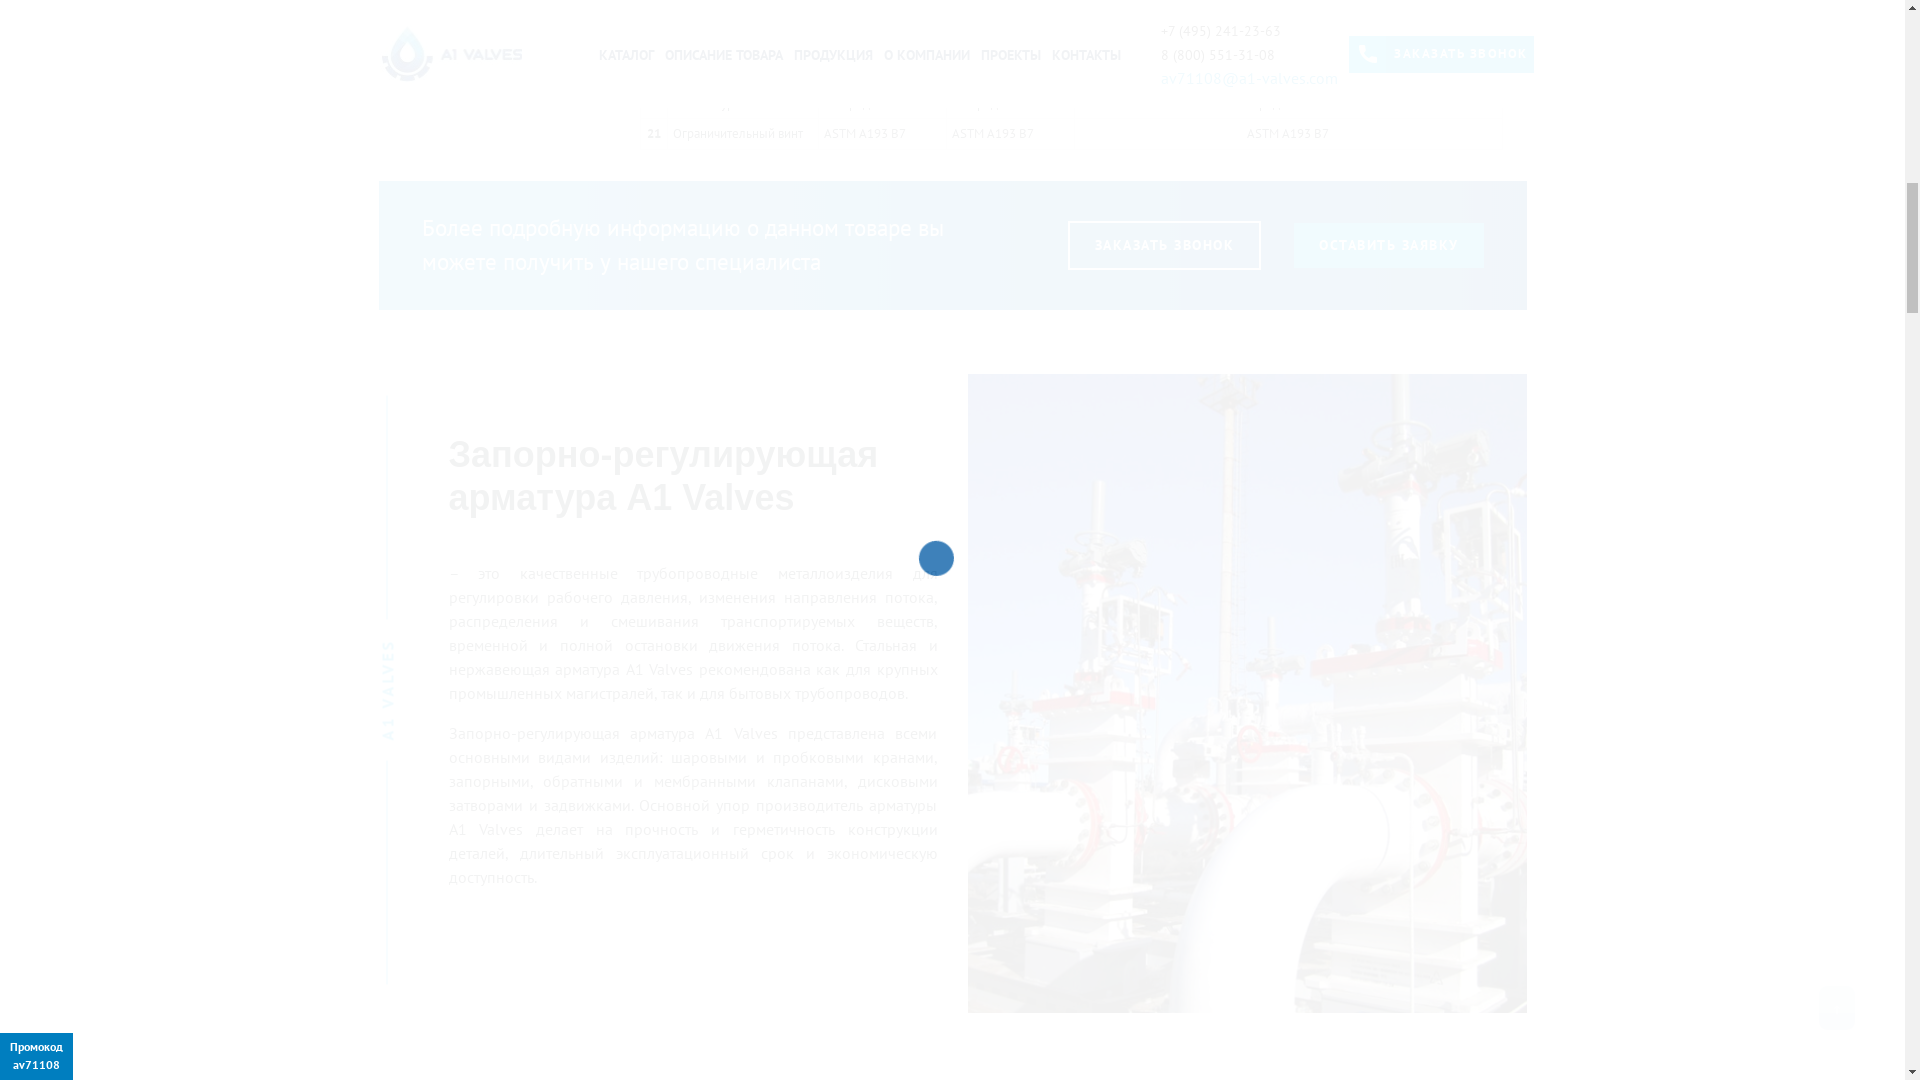 A1 VALVES
КАТАЛОГ ОПИСАНИЕ ТОВАРА ПРОДУКЦИЯ О КОМПАНИИ ПРОЕКТЫ КОНТАКТЫ
+7 (495) 241-23-63
8 (800) 551-31-08
av71108@a1-valves.com
ЗАКАЗАТЬ ЗВОНОК
21 Ограничительный винт ASTM A193 B7 ASTM A193 B7 ASTM A193 B7
Более подробную информацию о данном товаре вы
можете получить у нашего специалиста
ЗАКАЗАТЬ ЗВОНОК
ОСТАВИТЬ ЗАЯВКУ
A1 VALVES
Запорно-регулирующая
арматура A1 Valves
– это качественные трубопроводные металлоизделия для
регулировки рабочего давления, изменения направления потока,
распределения и смешивания транспортируемых веществ,
временной и полной остановки движения потока. Стальная и
нержавеющая арматура A1 Valves рекомендована как для крупных
промышленных магистралей, так и для бытовых трубопроводов.
Запорно-регулирующая арматура A1 Valves представлена всеми
основными видами изделий: шаровыми и пробковыми кранами,
запорными, обратными и мембранными клапанами, дисковыми
затворами и задвижками. Основной упор производитель арматуры
A1 Valves делает на прочность и герметичность конструкции
деталей, длительный эксплуатационный срок и экономическую
доступность.
Промокод
av71108